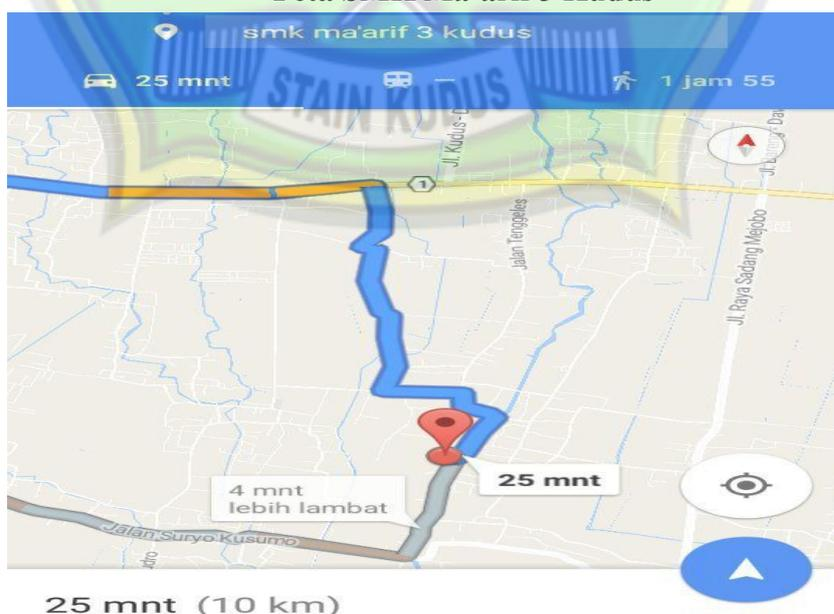 smk ma'arif 3 kudus
25 mnt
—
1 jam 55
STAIN KUDUS
Jl. Kudus - D
1
Jalan Tenggeles
Jl. Raya Sadang Mejobo
25 mnt
4 mnt
lebih lambat
Jalan Suryo Kusumo
udro
25 mnt (10 km)